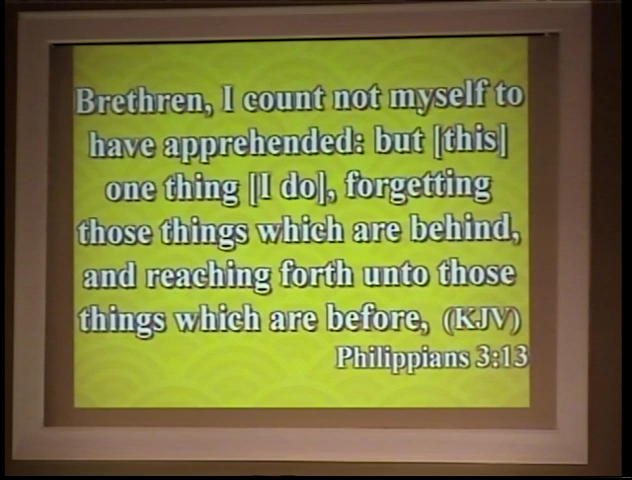 Brethren, I count not myself to
have apprehended: but [this]
one thing [I do], forgetting
those things which are behind,
and reaching forth unto those
things which are before, (KJV)
Philippians 3:13